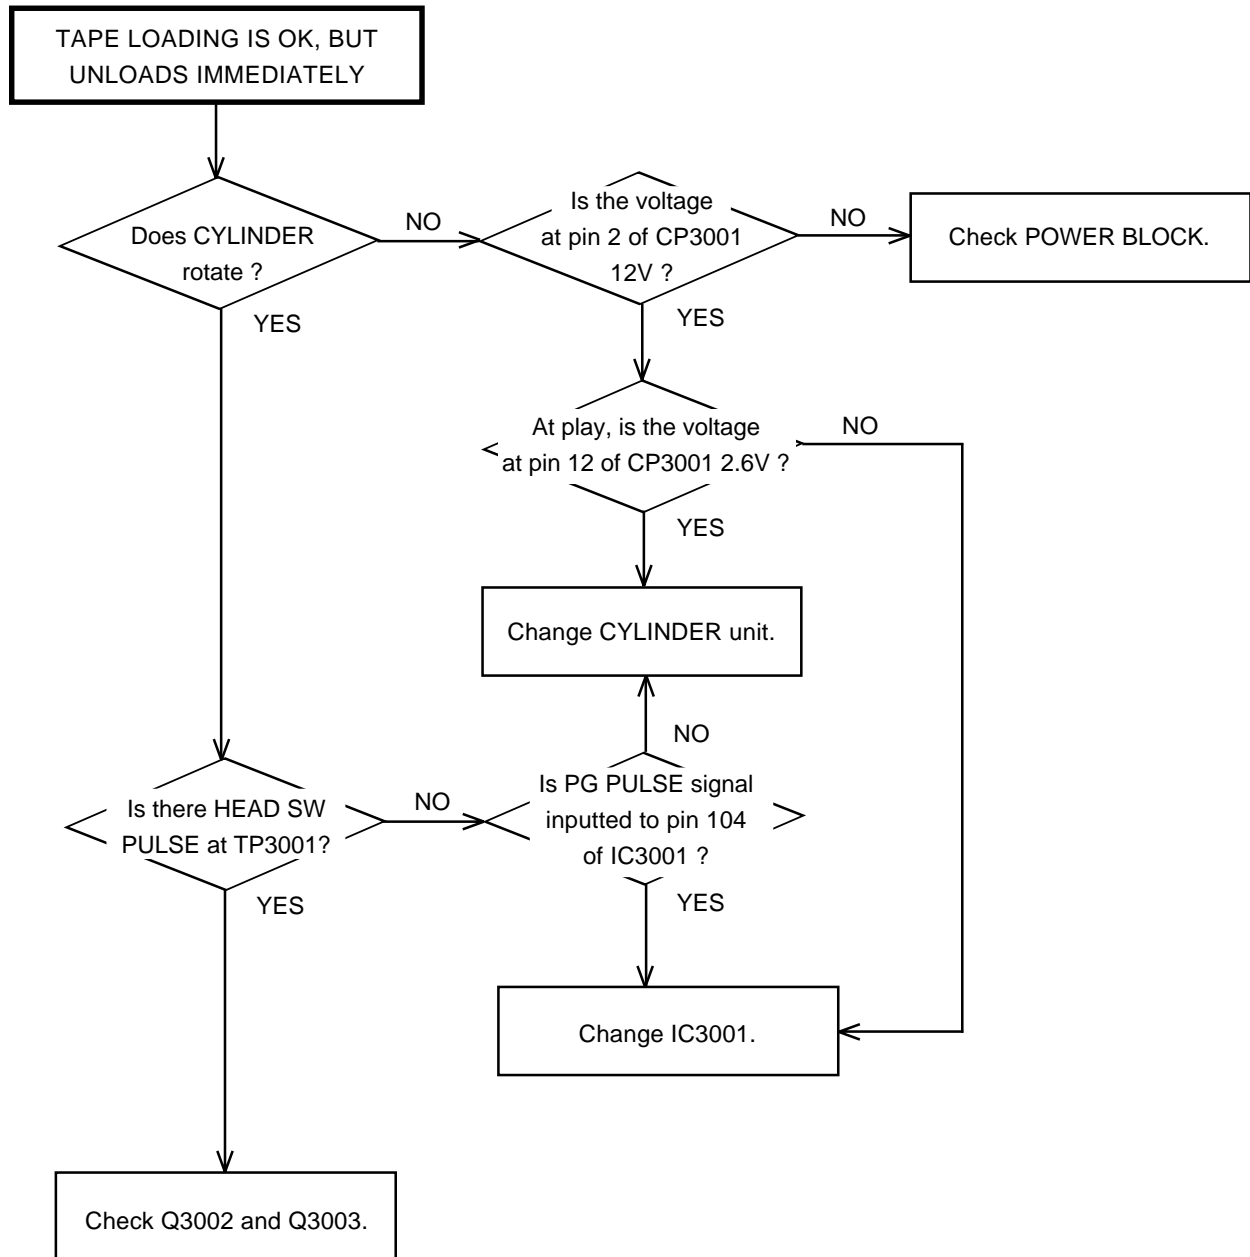 TAPE LOADING IS OK, BUT
UNLOADS IMMEDIATELY
Does CYLINDER
rotate ?
NO
Is the voltage
at pin 2 of CP3001
12V ?
NO
Check POWER BLOCK.
YES
YES
At play, is the voltage
at pin 12 of CP3001 2.6V ?
NO
YES
Change CYLINDER unit.
NO
Is there HEAD SW
PULSE at TP3001?
NO
Is PG PULSE signal
inputted to pin 104
of IC3001 ?
YES
YES
Change IC3001.
Check Q3002 and Q3003.